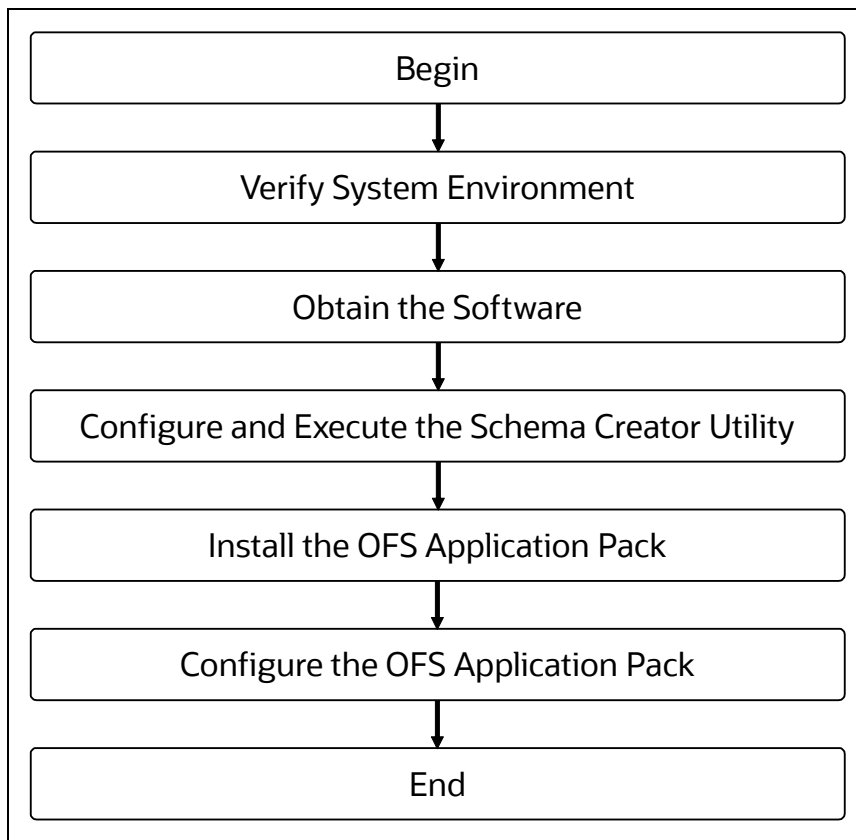 Begin
Verify System Environment
Obtain the Software
Configure and Execute the Schema Creator Utility
Install the OFS Application Pack
Configure the OFS Application Pack
End